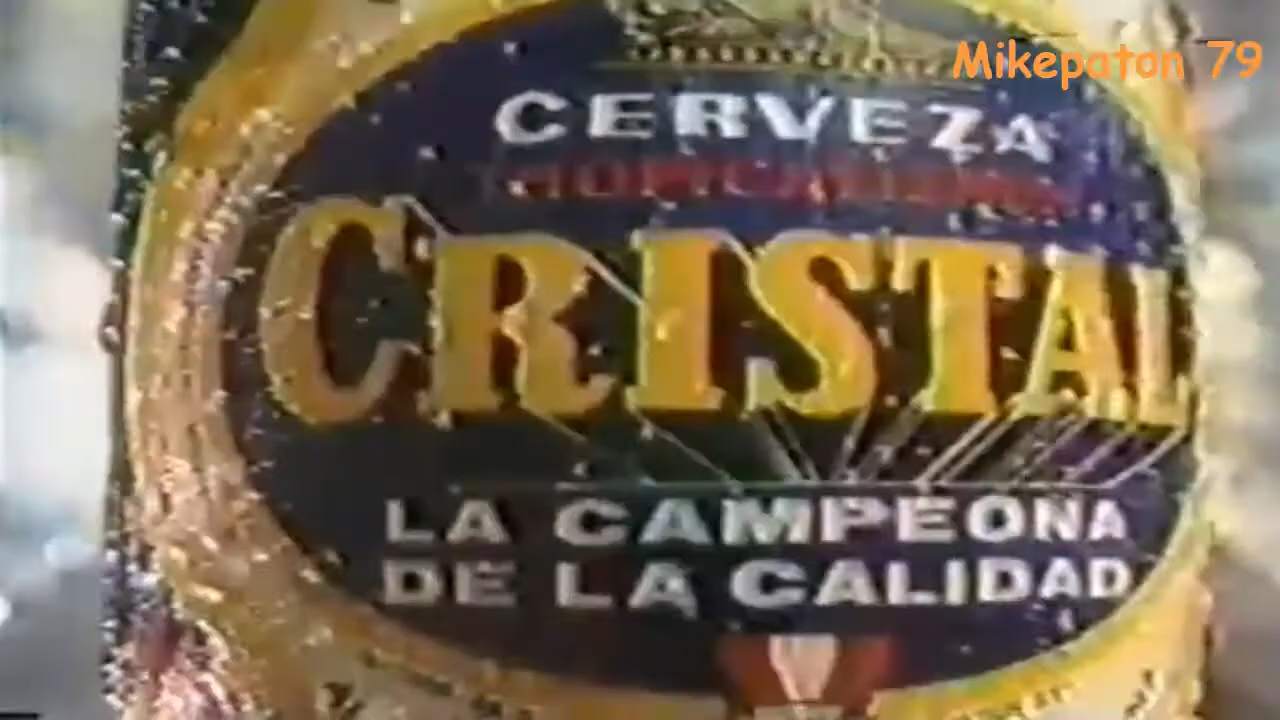 Mikepaton 79
CERVEZA
CRISTAL
LA CAMPEONA
DE LA CALIDAD